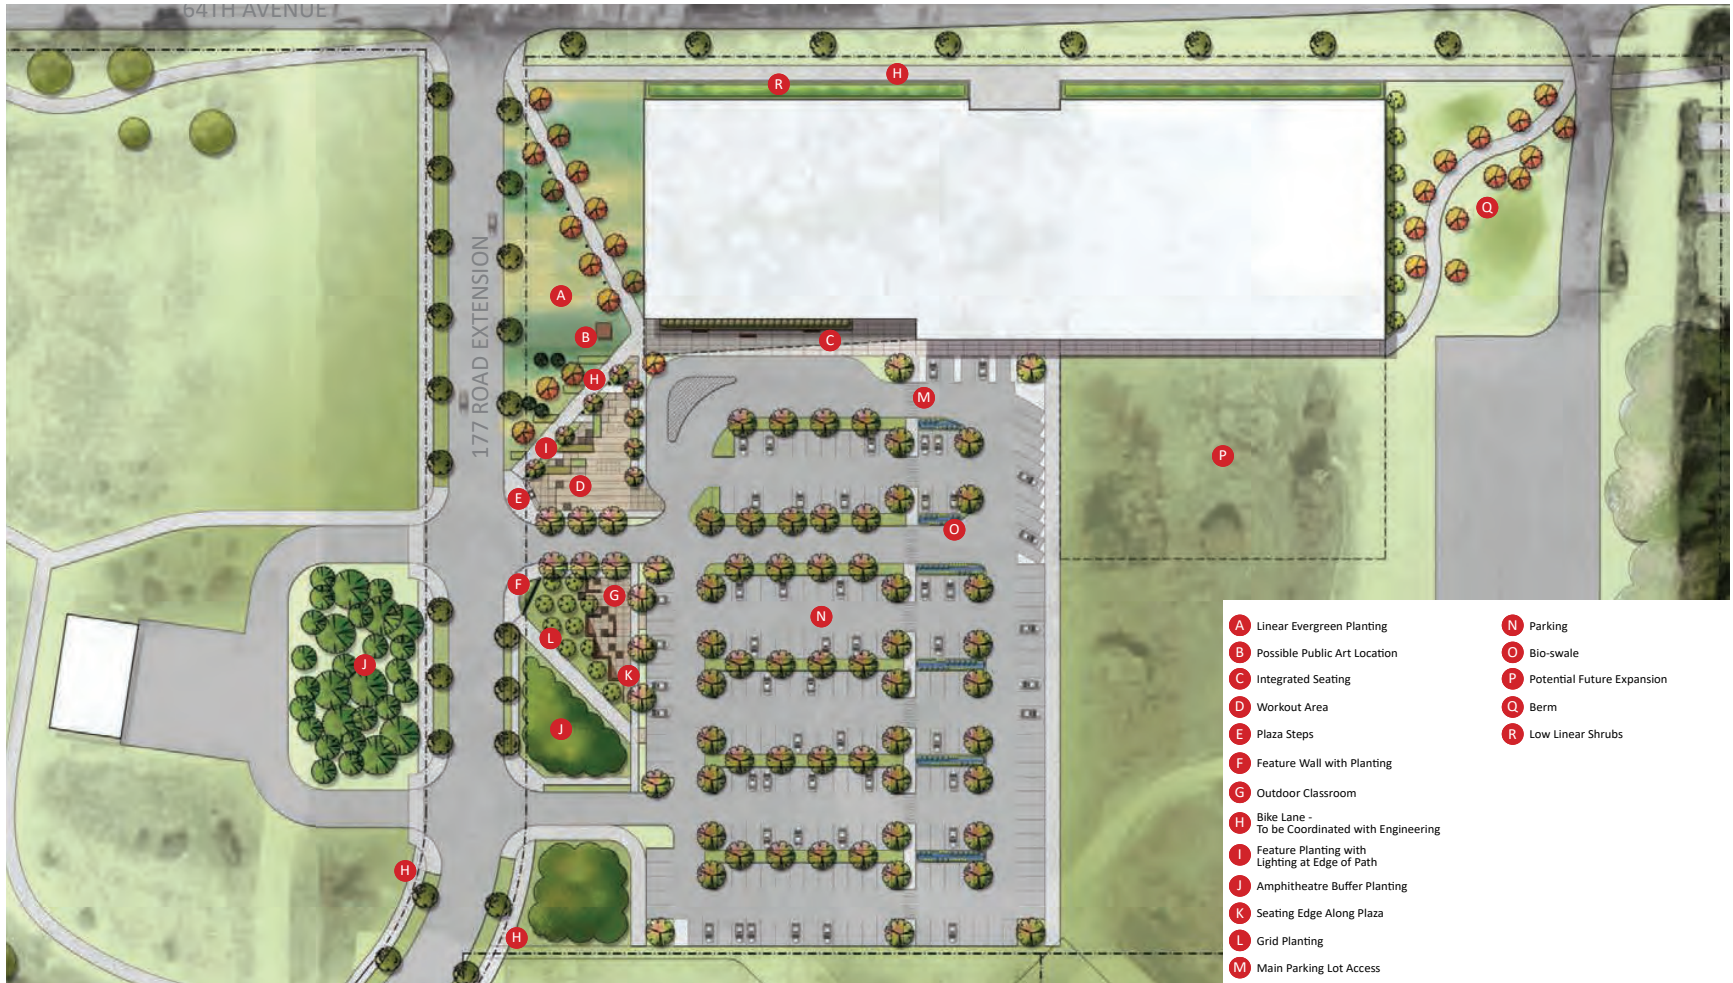 64TH AVENUE
R
H
Q
177 ROAD EXTENSION
A
B
C
H
M
I
P
D
E
O
F
G
N
L
J
K
J
H
H
A Linear Evergreen Planting
B Possible Public Art Location
C Integrated Seating
D Workout Area
E Plaza Steps
F Feature Wall with Planting
G Outdoor Classroom
H Bike Lane -
To be Coordinated with Engineering
I Feature Planting with
Lighting at Edge of Path
J Amphitheatre Buffer Planting
K Seating Edge Along Plaza
L Grid Planting
M Main Parking Lot Access
N Parking
O Bio-swale
P Potential Future Expansion
Q Berm
R Low Linear Shrubs